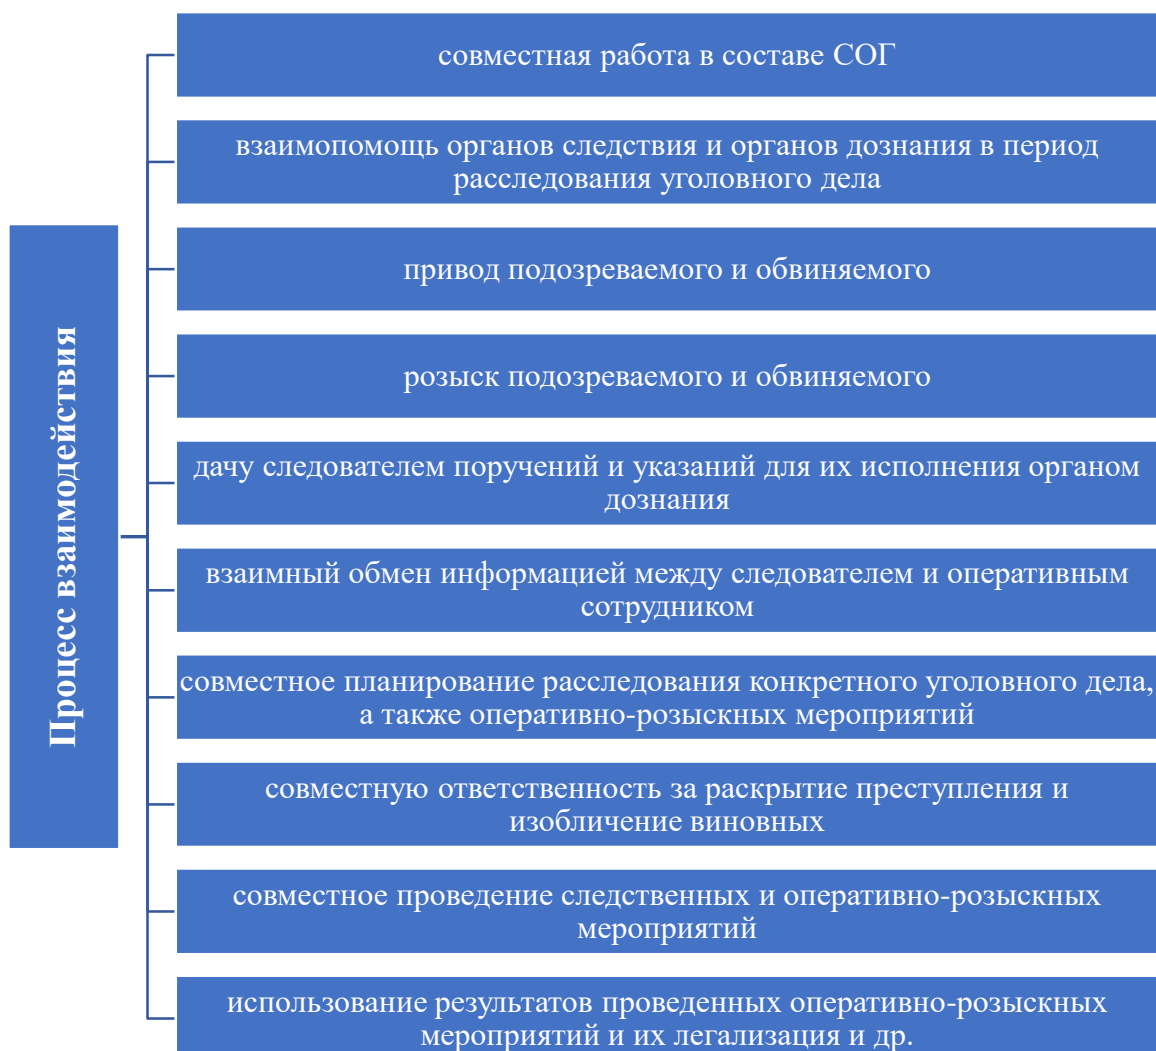 Процесс взаимодействия
совместная работа в составе СОГ
взаимопомощь органов следствия и органов дознания в период
расследования уголовного дела
привод подозреваемого и обвиняемого
розыск подозреваемого и обвиняемого
дачу следователем поручений и указаний для их исполнения органом
дознания
взаимный обмен информацией между следователем и оперативным
сотрудником
совместное планирование расследования конкретного уголовного дела,
а также оперативно-розыскных мероприятий
совместную ответственность за раскрытие преступления и
изобличение виновных
совместное проведение следственных и оперативно-розыскных
мероприятий
использование результатов проведенных оперативно-розыскных
мероприятий и их легализация и др.